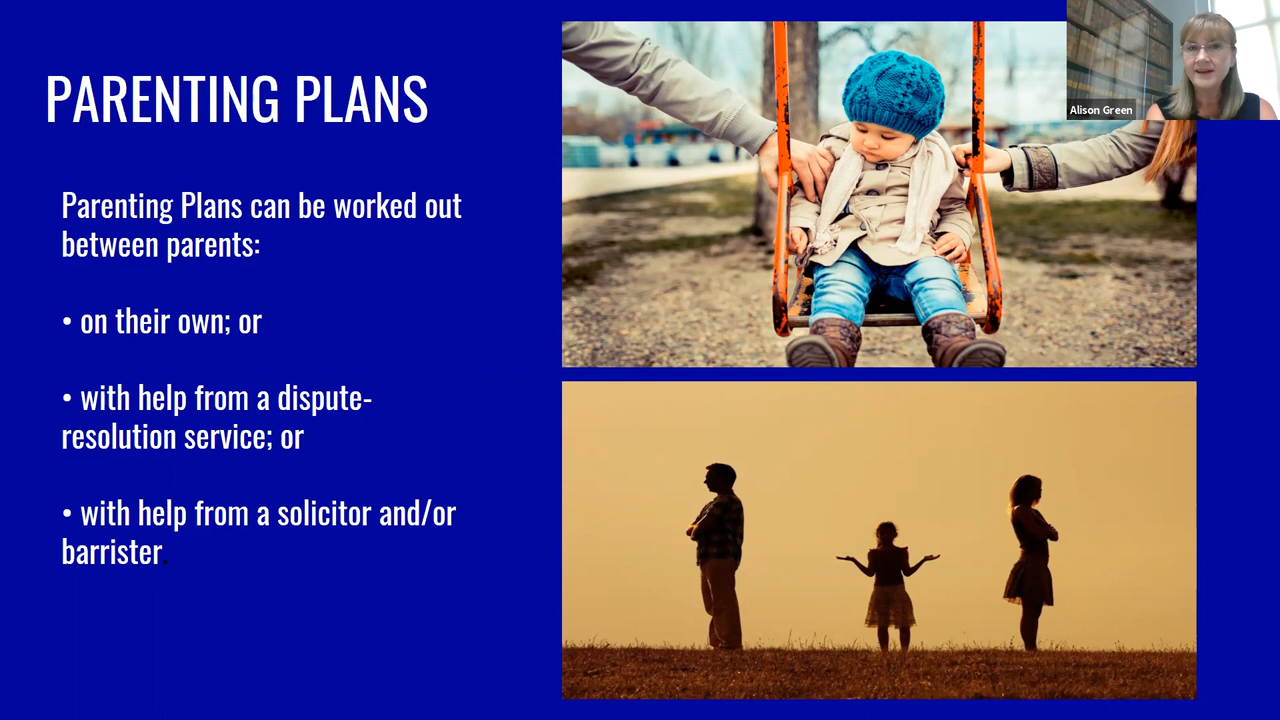 PARENTING PLANS
Parenting Plans can be worked out
between parents:
• on their own; or
• with help from a dispute-
resolution service; or
• with help from a solicitor and/or
barrister.
Alison Green